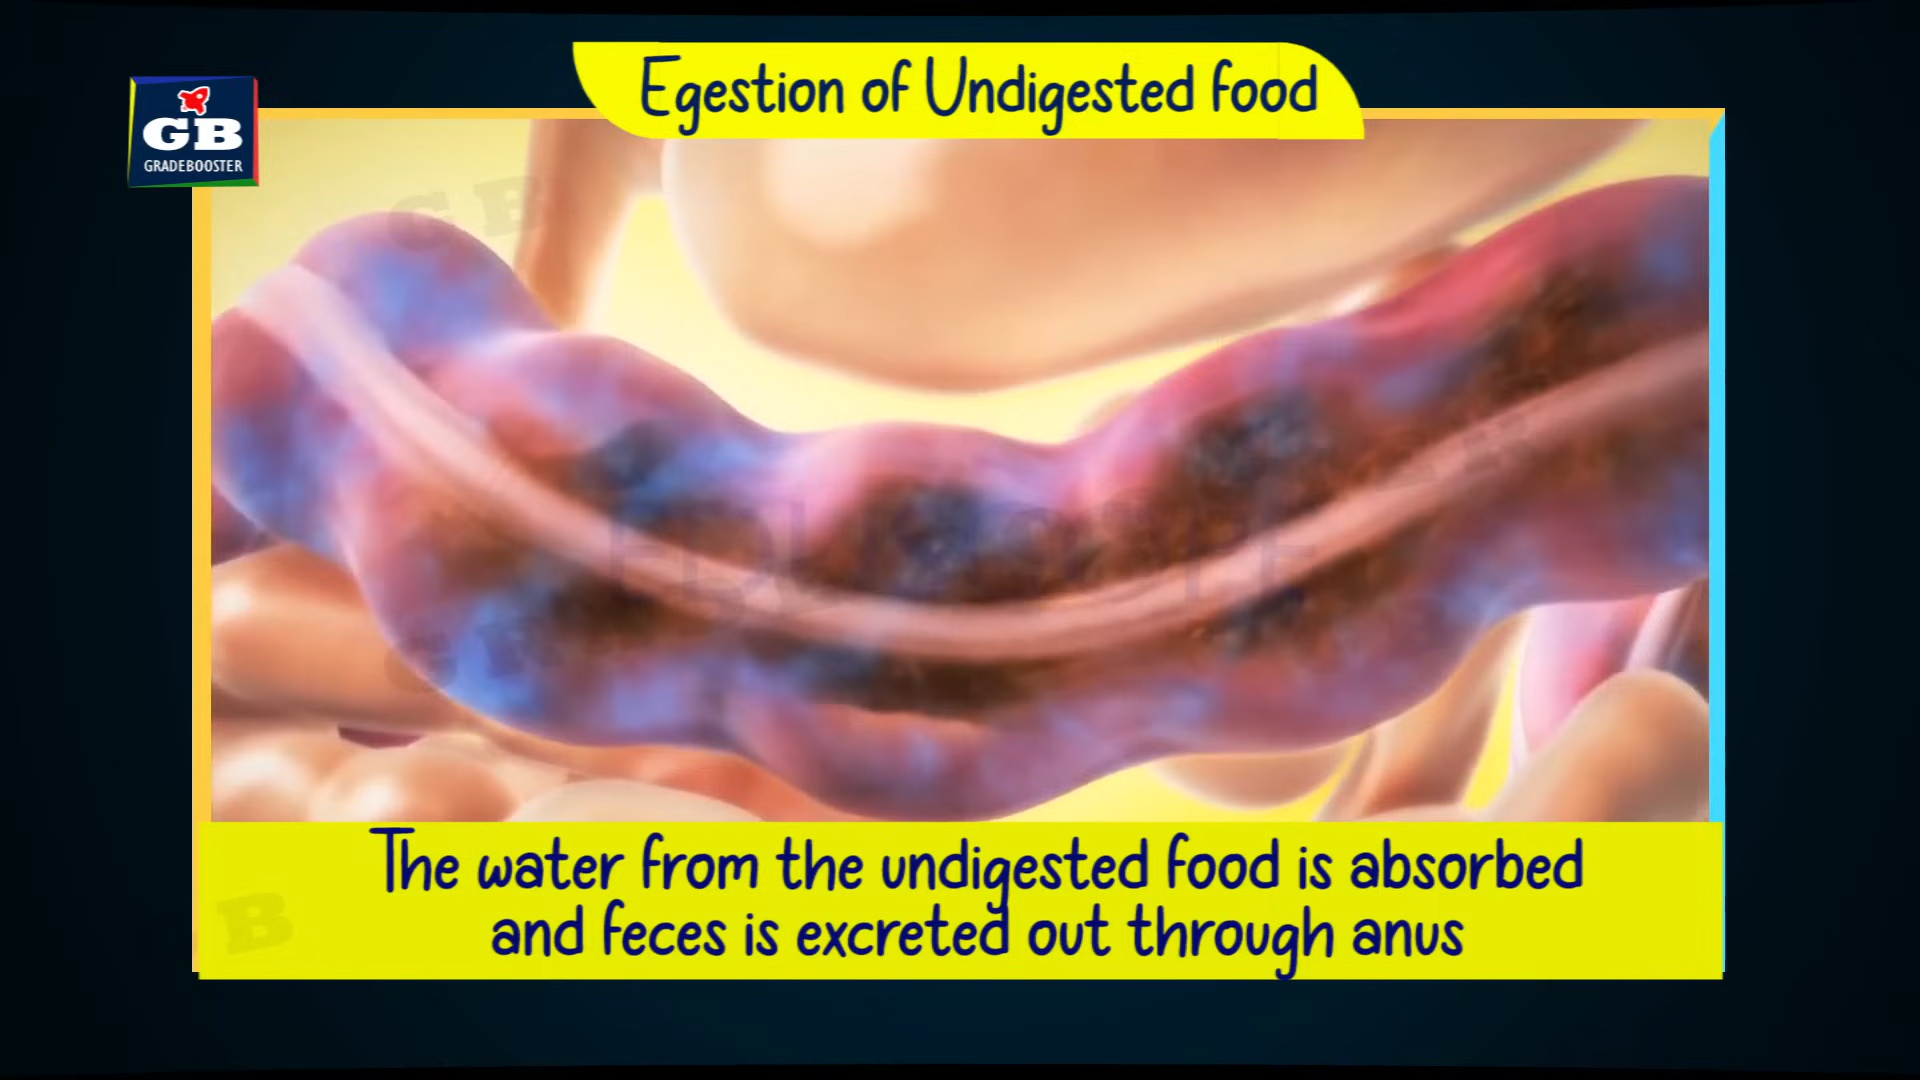 Egestion of Undigested food
GB
GRADEBOOSTER
GB
The water from the undigested food is absorbed
and feces is excreted out through anus
B